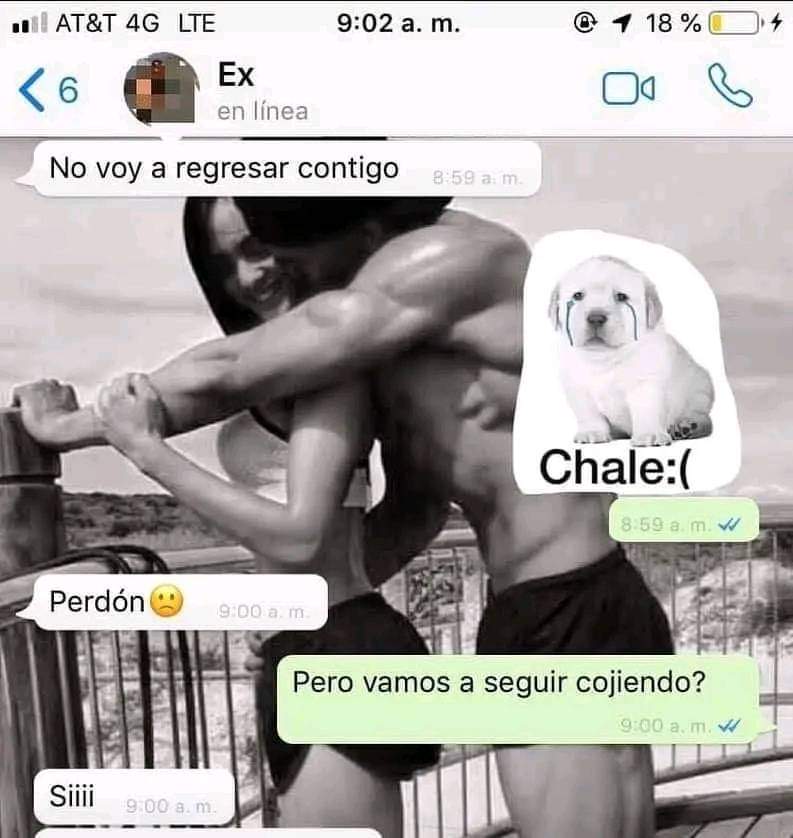 AT&T 4G LTE 9:02 a. m. 18 %
6 Ex
en línea
No voy a regresar contigo 8:59 a. m.
Chale:(
8:59 a. m.
Perdón🙁 9:00 a. m.
Pero vamos a seguir cojiendo?
9:00 a. m.
Siiii 9:00 a. m.